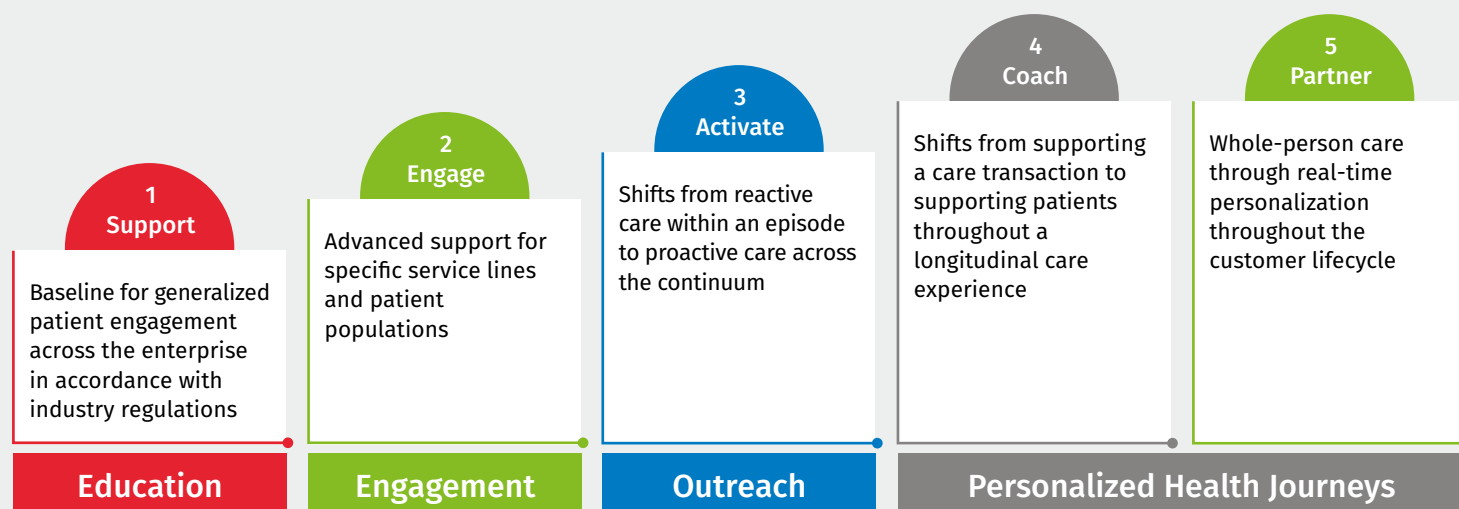 1
Support
Baseline for generalized
patient engagement
across the enterprise
in accordance with
industry regulations
Education
2
Engage
Advanced support for
specific service lines
and patient
populations
Engagement
3
Activate
Shifts from reactive
care within an episode
to proactive care across
the continuum
Outreach
4
Coach
Shifts from supporting
a care transaction to
supporting patients
throughout a
longitudinal care
experience
5
Partner
Whole-person care
through real-time
personalization
throughout the
customer lifecycle
Personalized Health Journeys